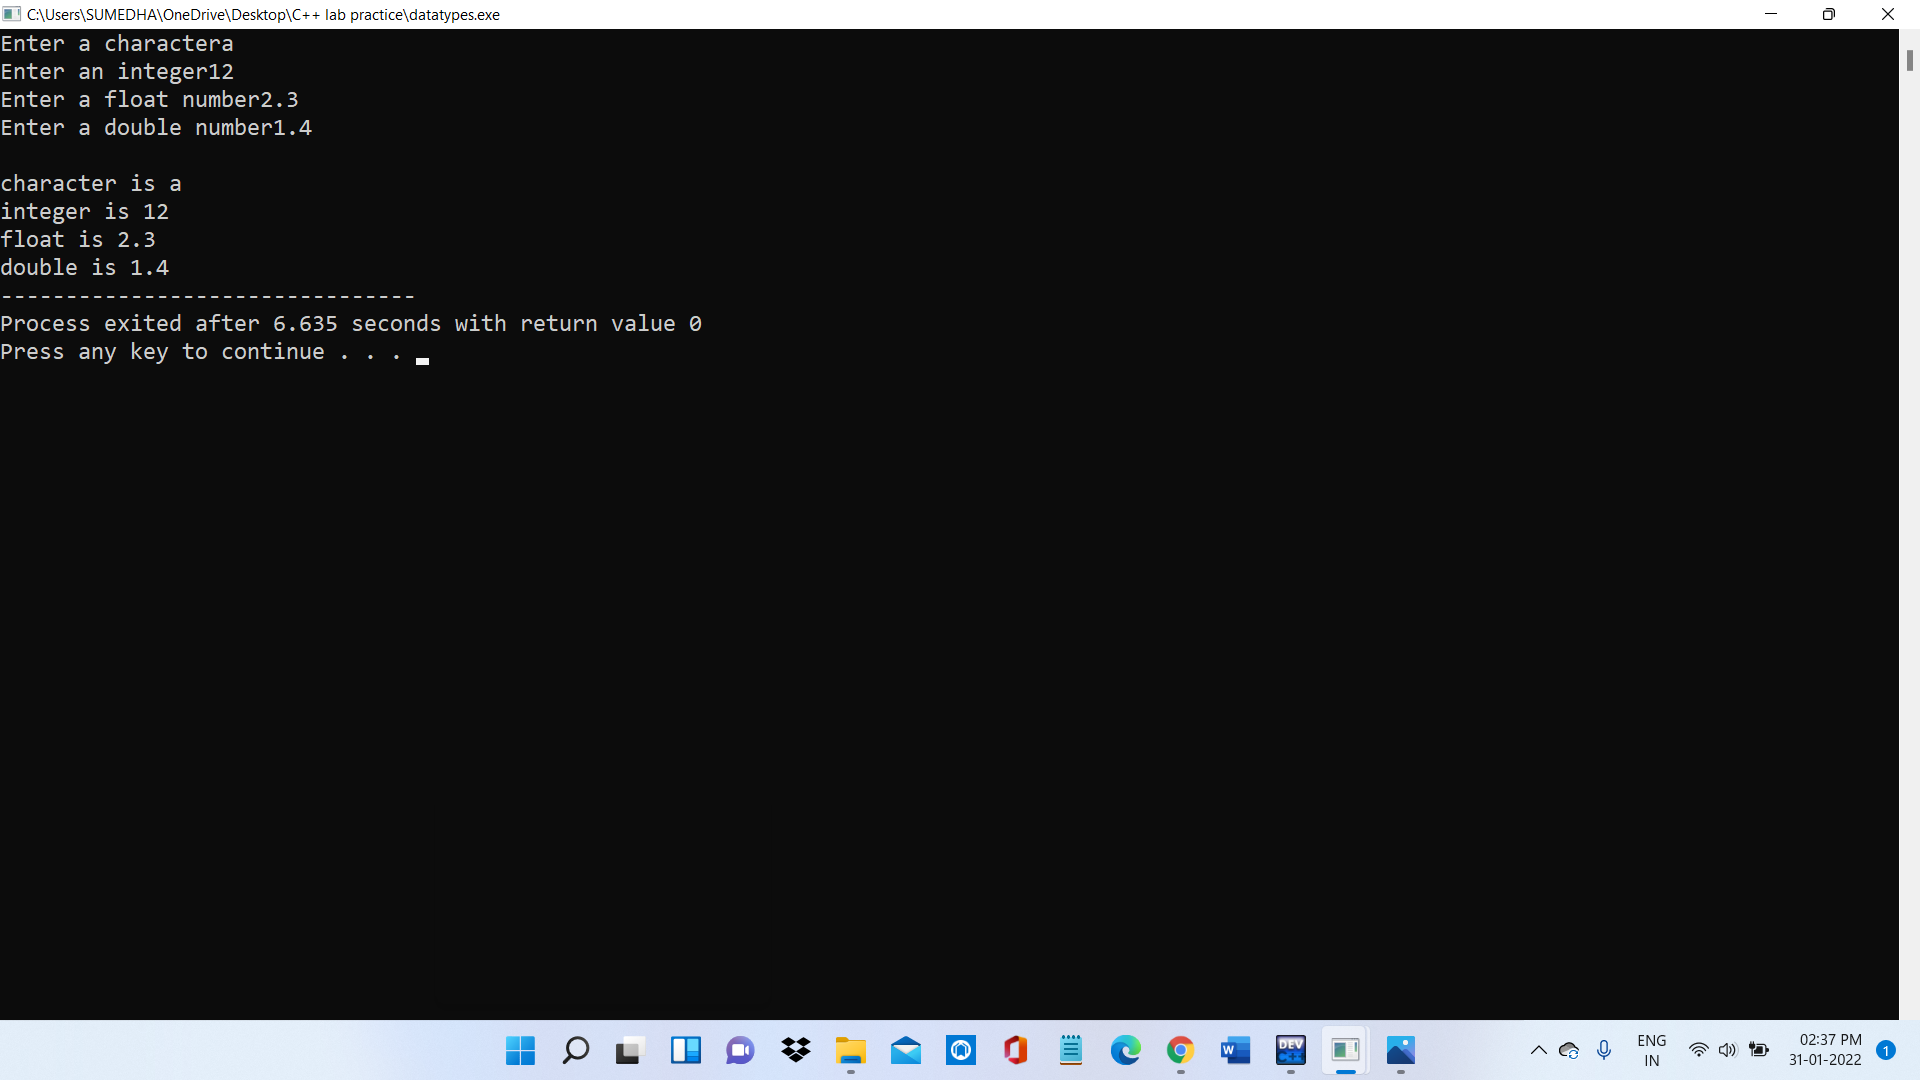 C:\Users\SUMEDHA\OneDrive\Desktop\C++ lab practice\datatypes.exe
Enter a charactera
Enter an integer12
Enter a float number2.3
Enter a double number1.4
character is a
integer is 12
float is 2.3
double is 1.4
--------------------------------
Process exited after 6.635 seconds with return value 0
Press any key to continue . . .
W
DEV
C++
ENG
IN
02:37 PM
31-01-2022
1